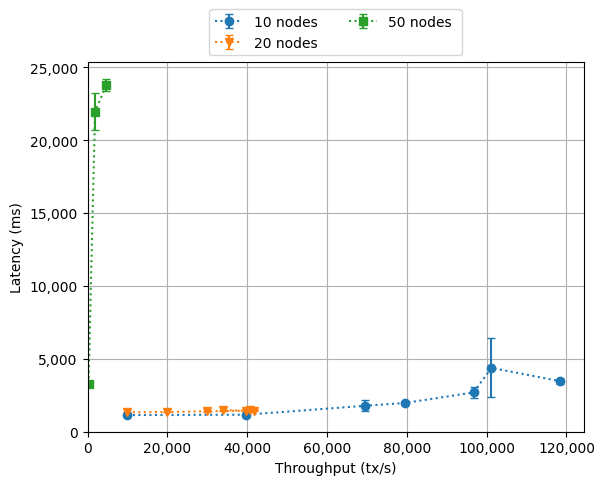 10 nodes
20 nodes
50 nodes
25,000
20,000
15,000
10,000
5,000
0
Latency (ms)
0
20,000
40,000
60,000
80,000
100,000
120,000
Throughput (tx/s)